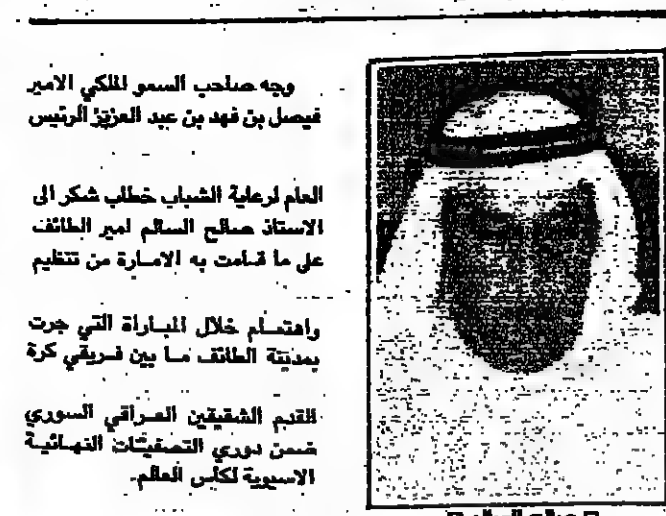 وجه صاحب السمو الملكي الامير
فيصل بن فهد بن عبد العزيز الرئيس
العام لرعاية الشباب خطاب شكر الى
الاستاذ صالح السالم امير الطائف
على ما قامت به الامارة من تنظيم
واهتمام خلال المباراة التي جرت
بمدينة الطائف ما بين فريقي كرة
القدم الشقيقين العراقي السوري
ضمن دوري التصفيات النهائية
الاسيوية لكأس العالم.